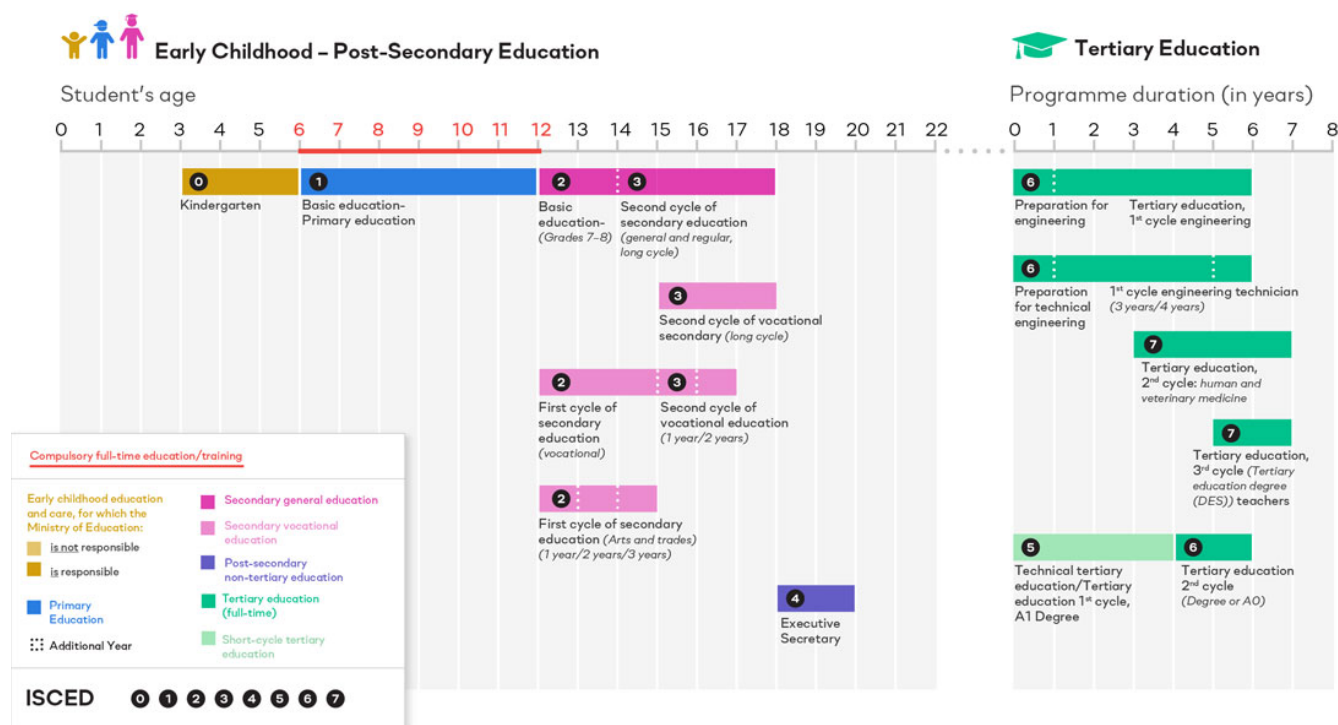 Early Childhood – Post-Secondary Education
Student's age
0 1 2 3 4 5 6 7 8 9 10 11 12 13 14 15 16 17 18 19 20 21 22
0
Kindergarten
1
Basic education-
Primary education
2
Basic
education-
(Grades 7–8)
3
Second cycle of
secondary education
(general and regular,
long cycle)
3
Second cycle of vocational
secondary (long cycle)
2
First cycle of
secondary
education
(vocational)
3
Second cycle of
vocational education
(1 year/2 years)
2
First cycle of secondary
education (Arts and trades)
(1 year/2 years/3 years)
4
Executive
Secretary
Tertiary Education
Programme duration (in years)
0 1 2 3 4 5 6 7 8
6
Preparation for
engineering
Tertiary education,
1st cycle engineering
6
Preparation
for technical
engineering
1st cycle engineering technician
(3 years/4 years)
7
Tertiary education,
2nd cycle: human and
veterinary medicine
7
Tertiary education,
3rd cycle (Tertiary
education degree
(DES)) teachers
5
Technical tertiary
education/Tertiary
education 1st cycle,
A1 Degree
6
Tertiary education
2nd cycle
(Degree or A0)
Compulsory full-time education/training
Early childhood education
and care, for which the
Ministry of Education:
is not responsible
is responsible
Primary
Education
Additional Year
Secondary general education
Secondary vocational
education
Post-secondary
non-tertiary education
Tertiary education
(full-time)
Short-cycle tertiary
education
ISCED 0 1 2 3 4 5 6 7